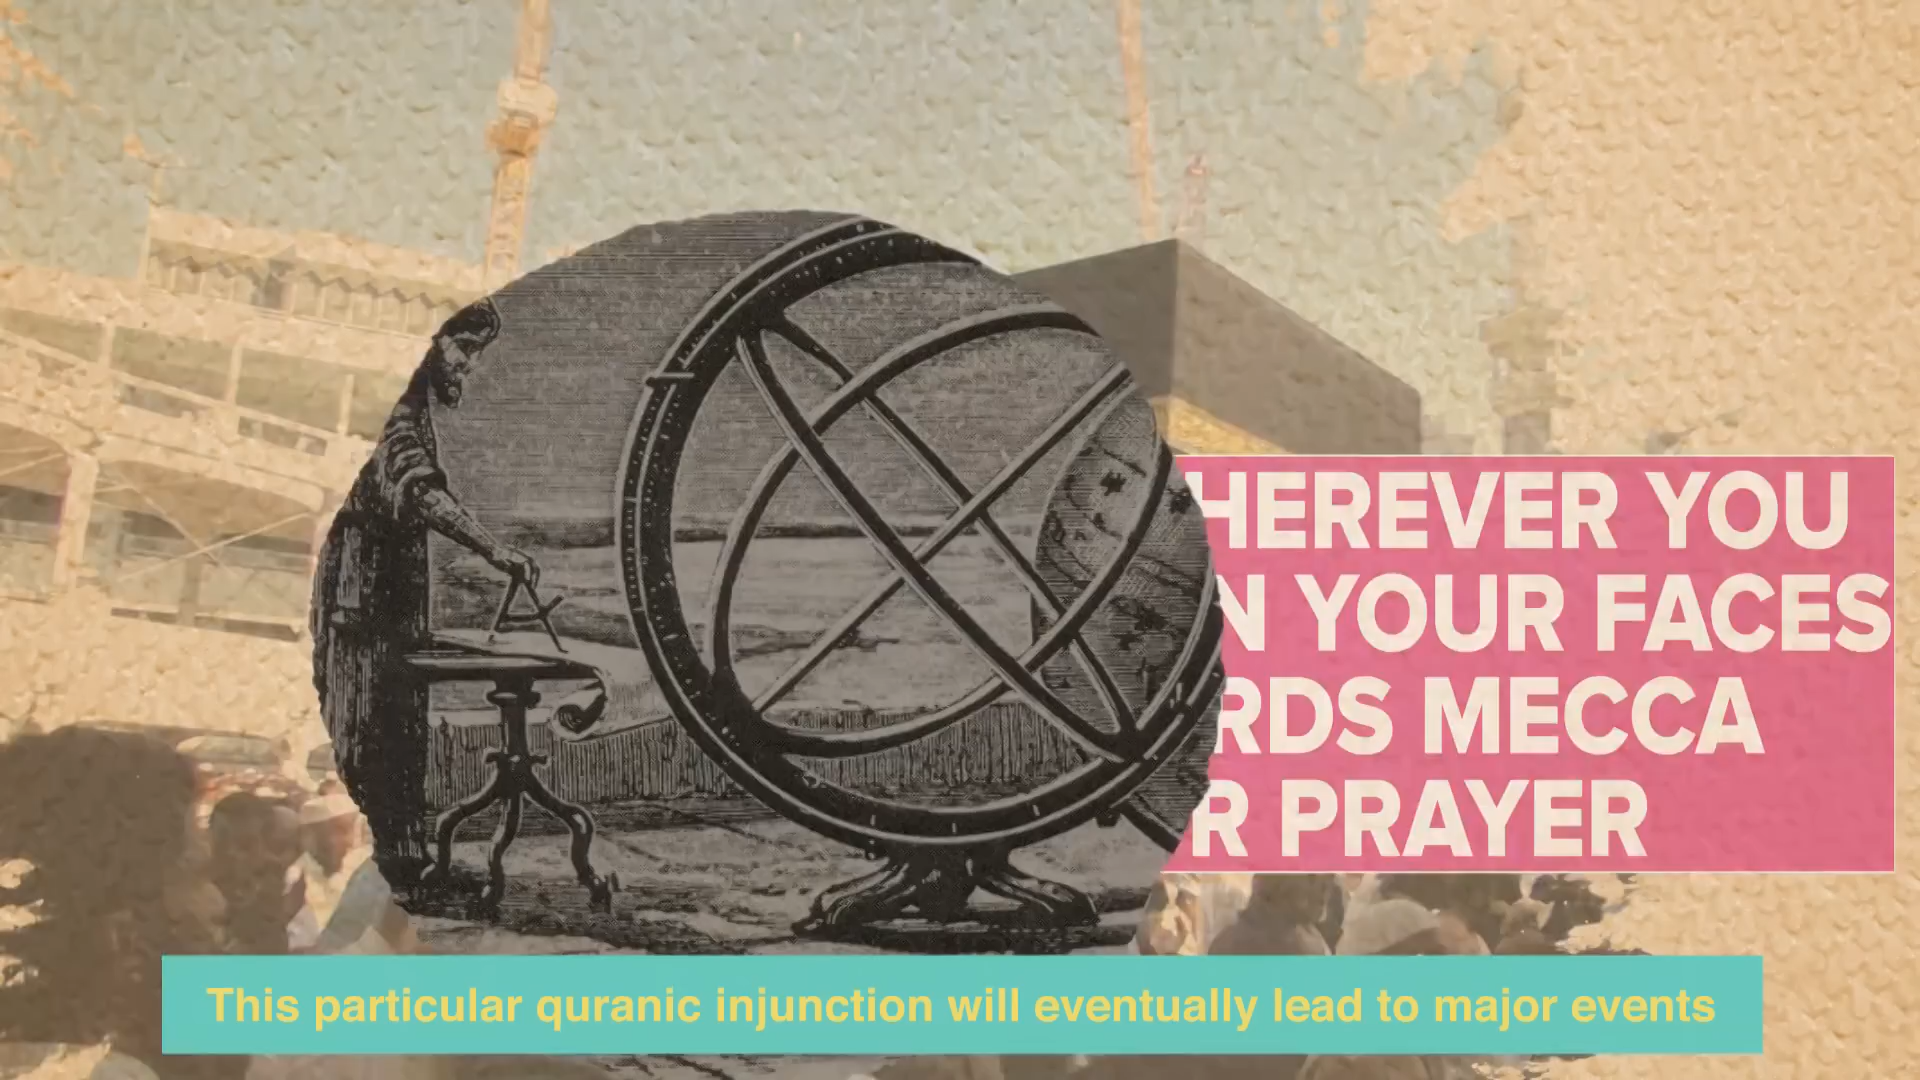 HEREVER YOU
N YOUR FACES
RDS MECCA
R PRAYER
This particular quranic injunction will eventually lead to major events